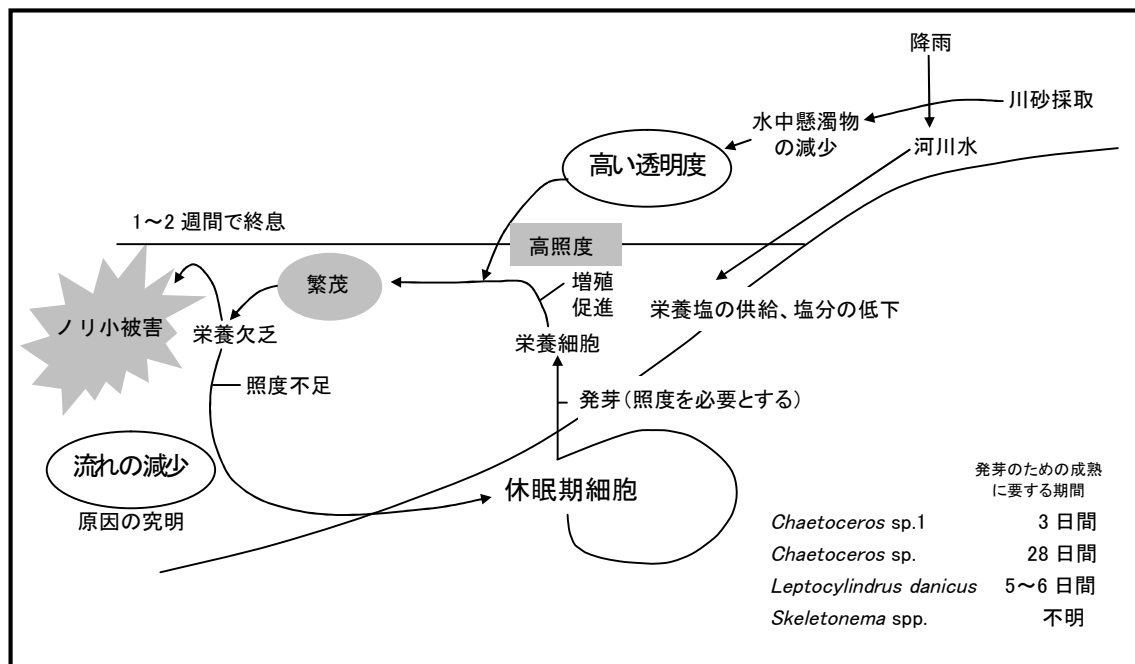 降雨
川砂採取
水中懸濁物
の減少
河川水
高い透明度
1～2 週間で終息
高照度
繁茂
増殖
促進
栄養塩の供給、塩分の低下
ノリ小被害
栄養欠乏
栄養細胞
照度不足
発芽（照度を必要とする）
流れの減少
原因の究明
休眠期細胞
発芽のための成熟
に要する期間
Chaetoceros sp.1 3 日間
Chaetoceros sp. 28 日間
Leptocylindrus danicus 5～6 日間
Skeletonema spp. 不明